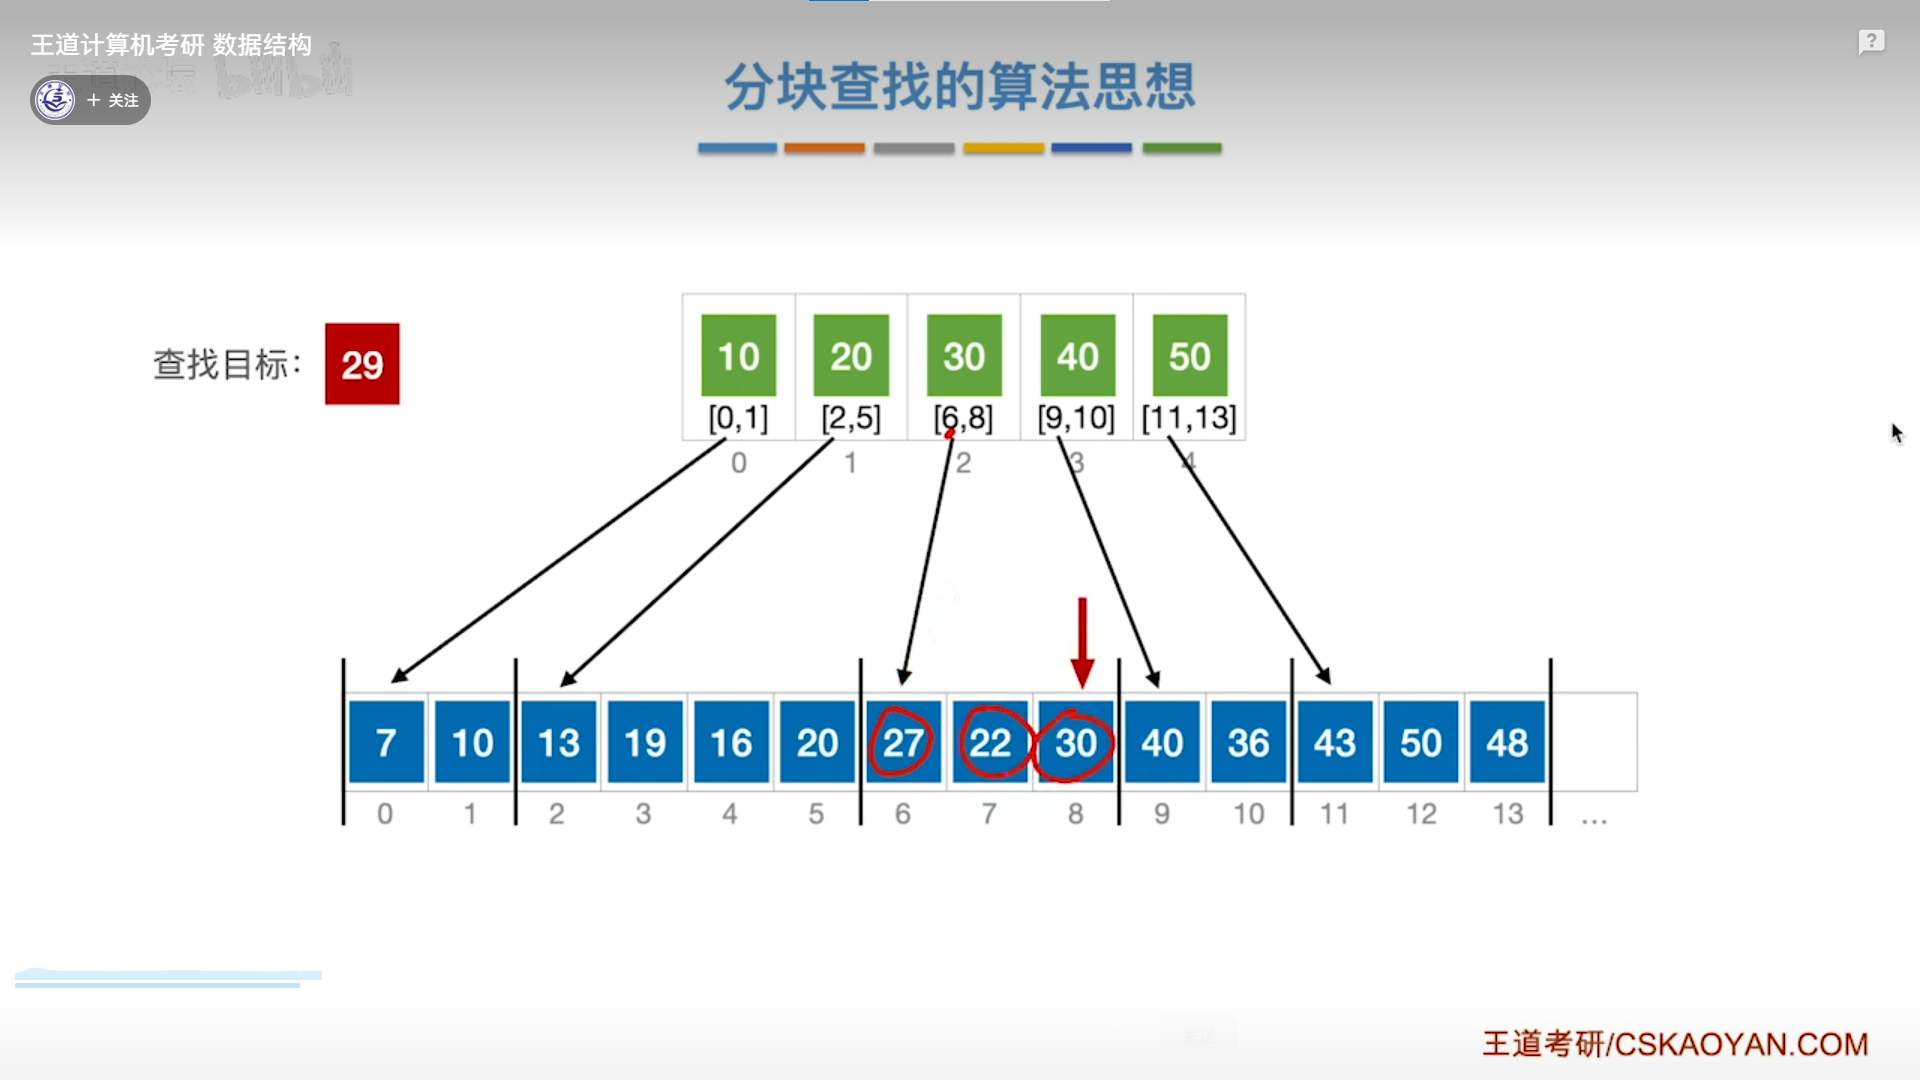 王道计算机考研 数据结构
+ 关注
bilibili
分块查找的算法思想
查找目标： 29
10 20 30 40 50
[0,1] [2,5] [6,8] [9,10] [11,13]
0 1 2 3 4
7 10 13 19 16 20 27 22 30 40 36 43 50 48
0 1 2 3 4 5 6 7 8 9 10 11 12 13 ...
王道考研/CSKAOYAN.COM